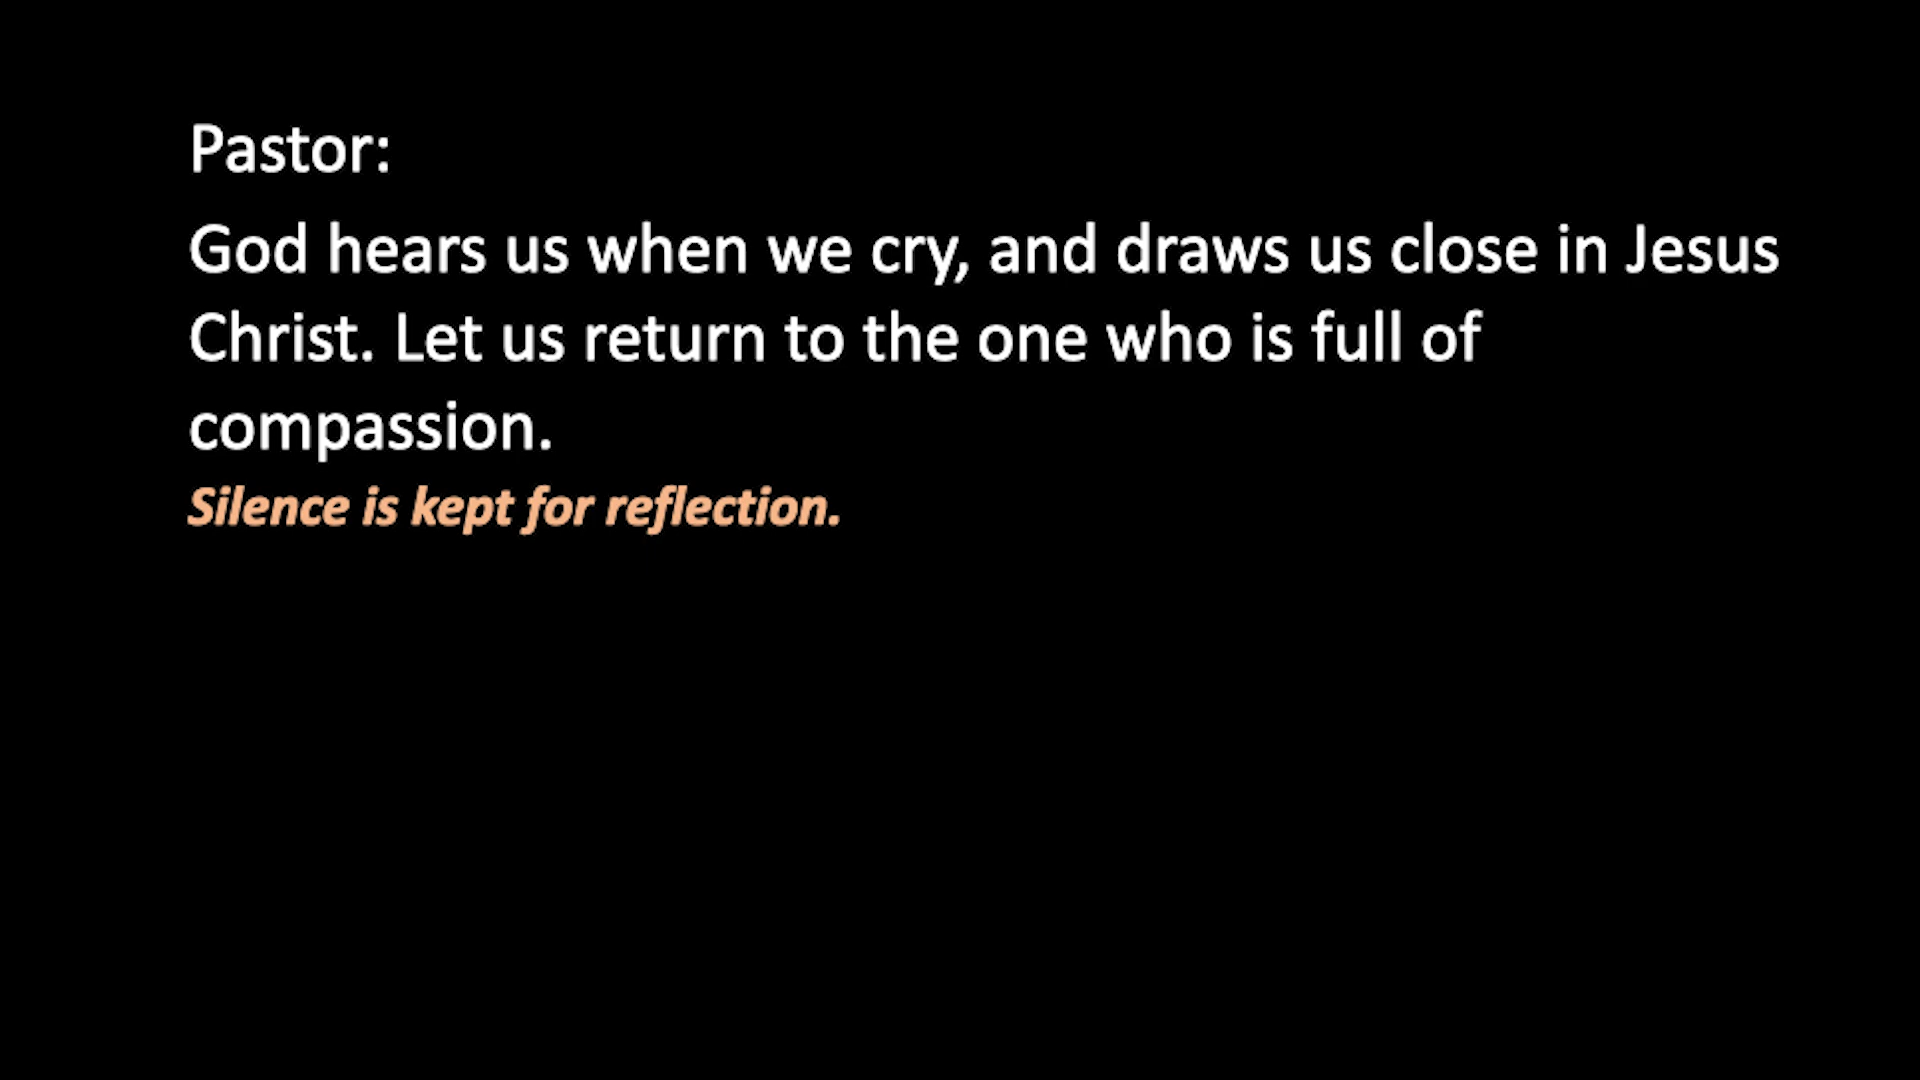 Pastor:
God hears us when we cry, and draws us close in Jesus
Christ. Let us return to the one who is full of
compassion.
Silence is kept for reflection.